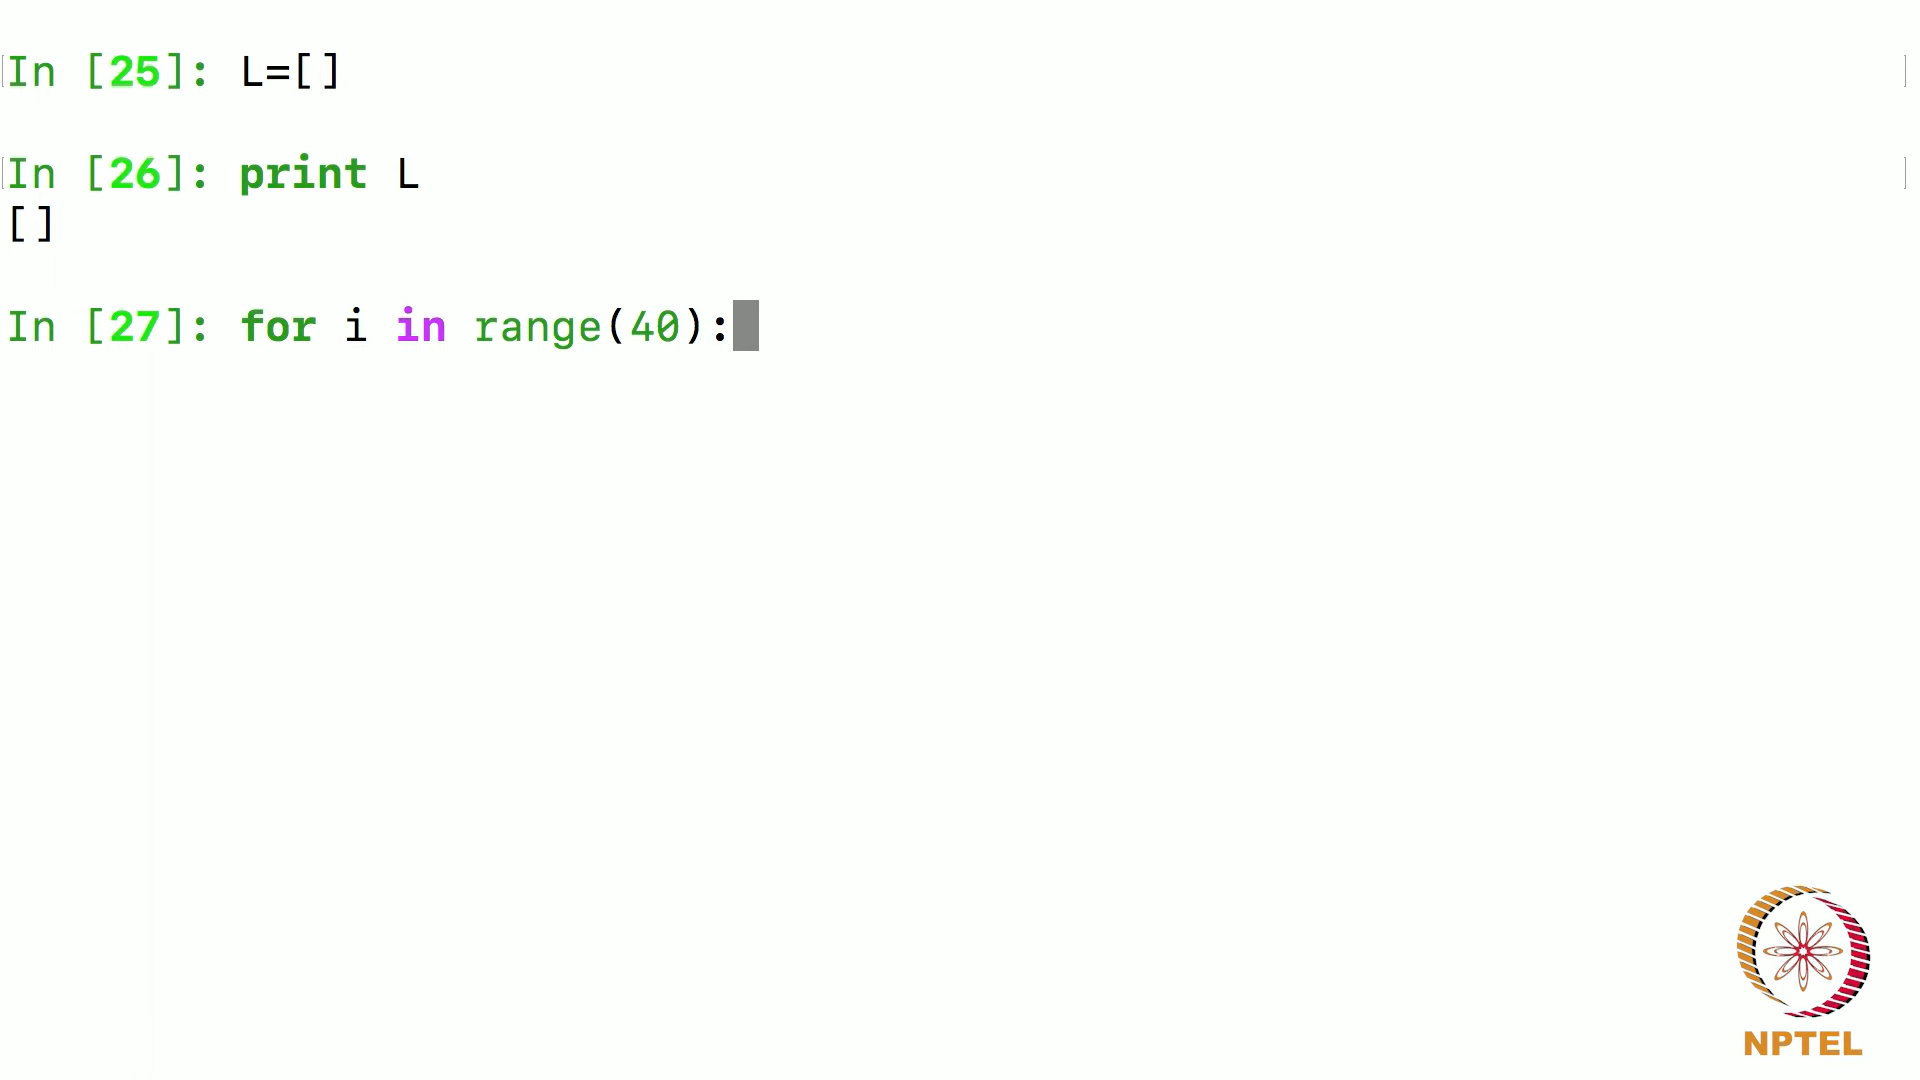 In [25]: L=[]
In [26]: print L
[]
In [27]: for i in range(40):
NPTEL